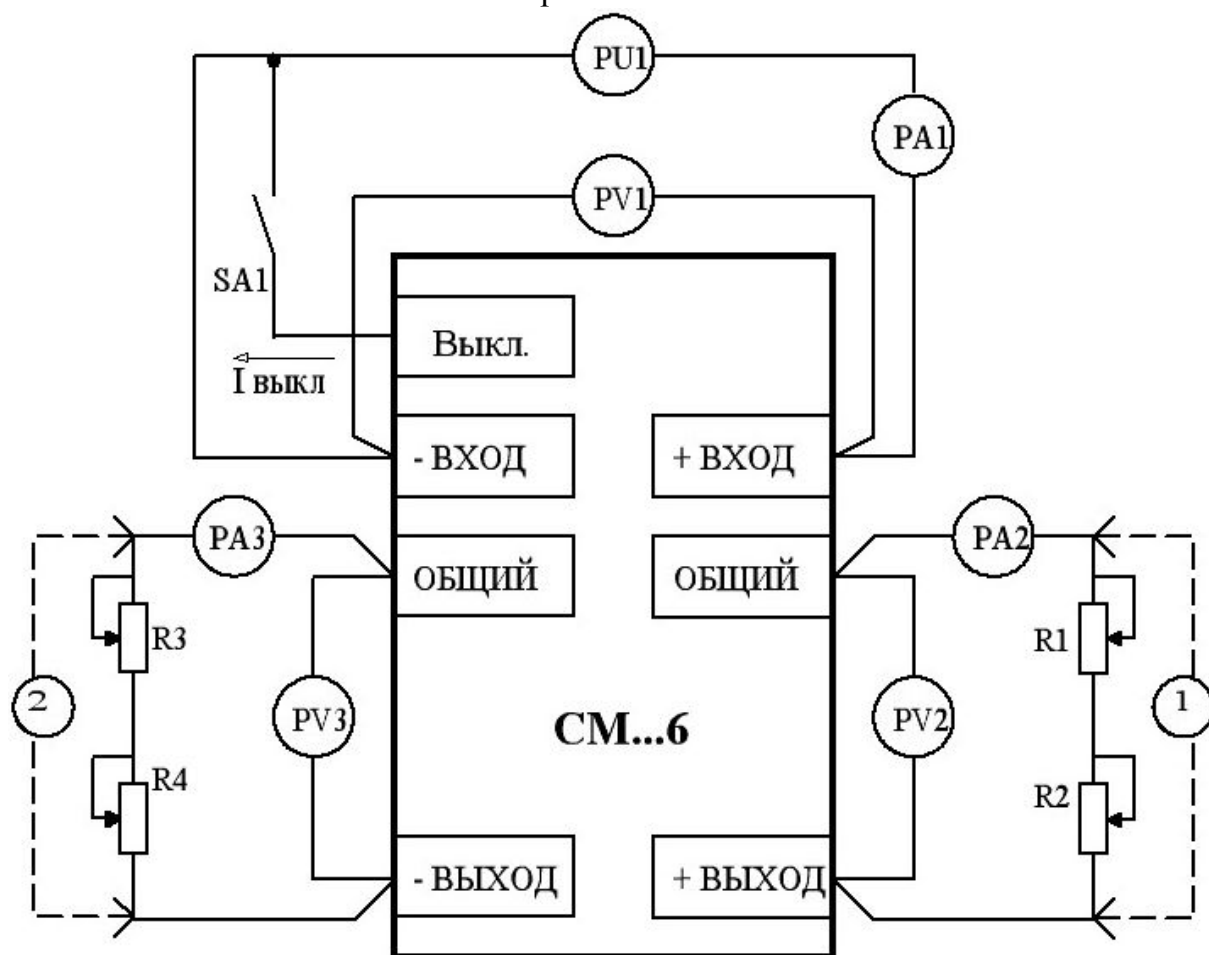 PU1
PA1
PV1
SA1
Выкл.
I выкл
- ВХОД
+ ВХОД
PA3
ОБЩИЙ
ОБЩИЙ
PA2
R3
R1
2
PV3
СМ...6
PV2
1
R4
R2
- ВЫХОД
+ ВЫХОД